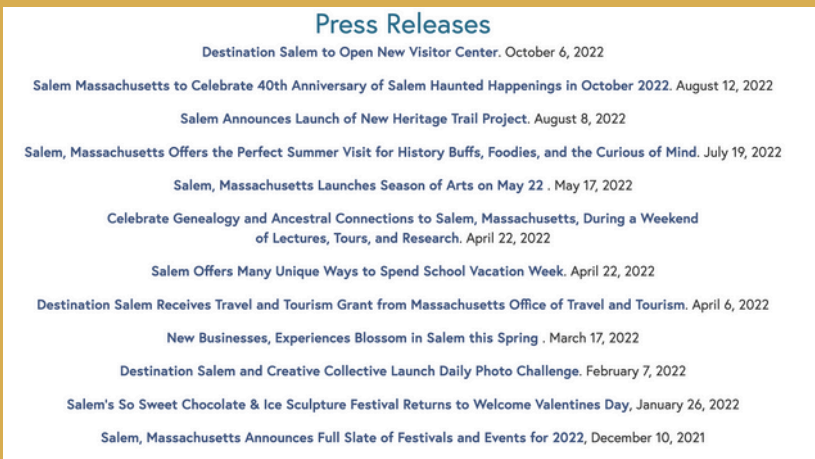 Press Releases
Destination Salem to Open New Visitor Center. October 6, 2022
Salem Massachusetts to Celebrate 40th Anniversary of Salem Haunted Happenings in October 2022. August 12, 2022
Salem Announces Launch of New Heritage Trail Project. August 8, 2022
Salem, Massachusetts Offers the Perfect Summer Visit for History Buffs, Foodies, and the Curious of Mind. July 19, 2022
Salem, Massachusetts Launches Season of Arts on May 22 . May 17, 2022
Celebrate Genealogy and Ancestral Connections to Salem, Massachusetts, During a Weekend
of Lectures, Tours, and Research. April 22, 2022
Salem Offers Many Unique Ways to Spend School Vacation Week. April 22, 2022
Destination Salem Receives Travel and Tourism Grant from Massachusetts Office of Travel and Tourism. April 6, 2022
New Businesses, Experiences Blossom in Salem this Spring . March 17, 2022
Destination Salem and Creative Collective Launch Daily Photo Challenge. February 7, 2022
Salem's So Sweet Chocolate & Ice Sculpture Festival Returns to Welcome Valentines Day, January 26, 2022
Salem, Massachusetts Announces Full Slate of Festivals and Events for 2022, December 10, 2021